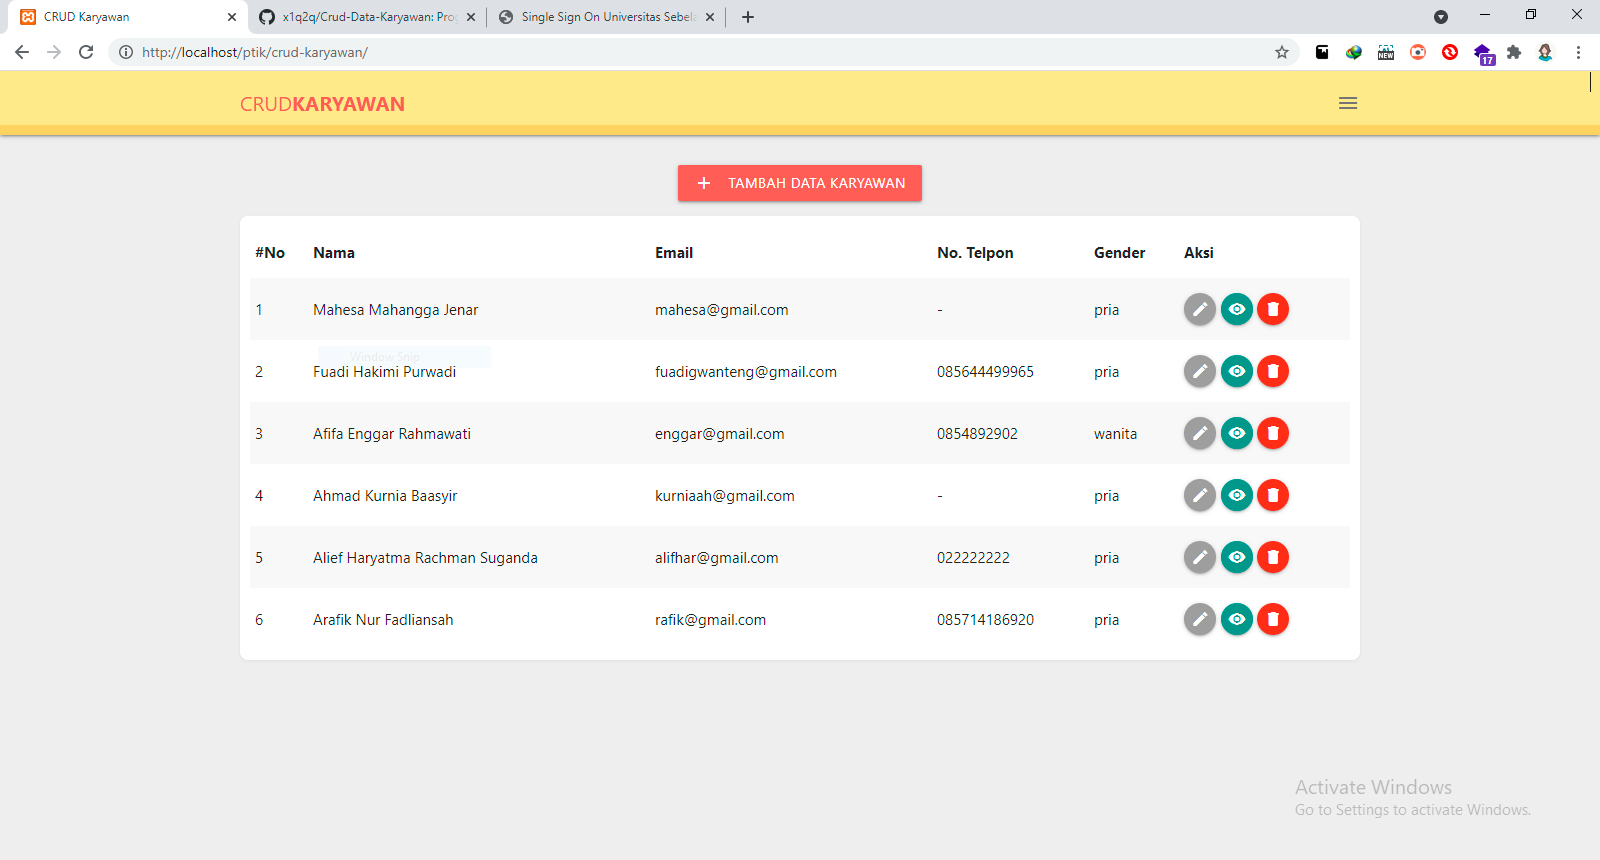 CRUD Karyawan
x1q2q/Crud-Data-Karyawan: Prog
Single Sign On Universitas Sebela
http://localhost/ptik/crud-karyawan/
NEW
17
CRUDKARYAWAN
TAMBAH DATA KARYAWAN
#No Nama Email No. Telpon Gender Aksi
1 Mahesa Mahangga Jenar mahesa@gmail.com - pria
Window Snip
2 Fuadi Hakimi Purwadi fuadigwanteng@gmail.com 085644499965 pria
3 Afifa Enggar Rahmawati enggar@gmail.com 0854892902 wanita
4 Ahmad Kurnia Baasyir kurniaah@gmail.com - pria
5 Alief Haryatma Rachman Suganda alifhar@gmail.com 022222222 pria
6 Arafik Nur Fadliansah rafik@gmail.com 085714186920 pria
Activate Windows
Go to Settings to activate Windows.